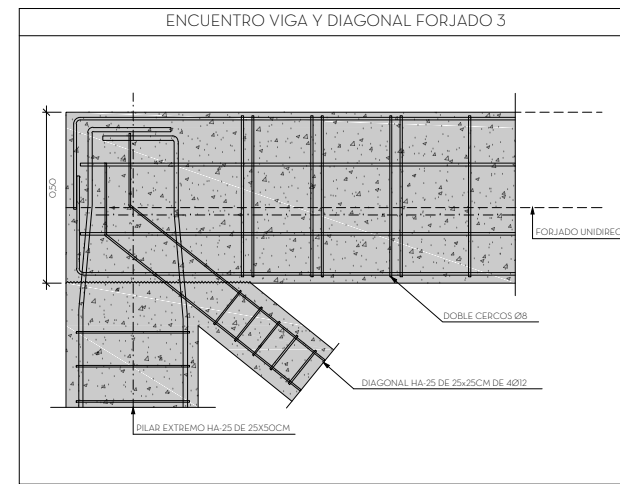 ENCUENTRO VIGA Y DIAGONAL FORJADO 3
0,50
FORJADO UNIDIREC
DOBLE CERCOS Ø8
DIAGONAL HA-25 DE 25x25CM DE 4Ø12
PILAR EXTREMO HA-25 DE 25X50CM